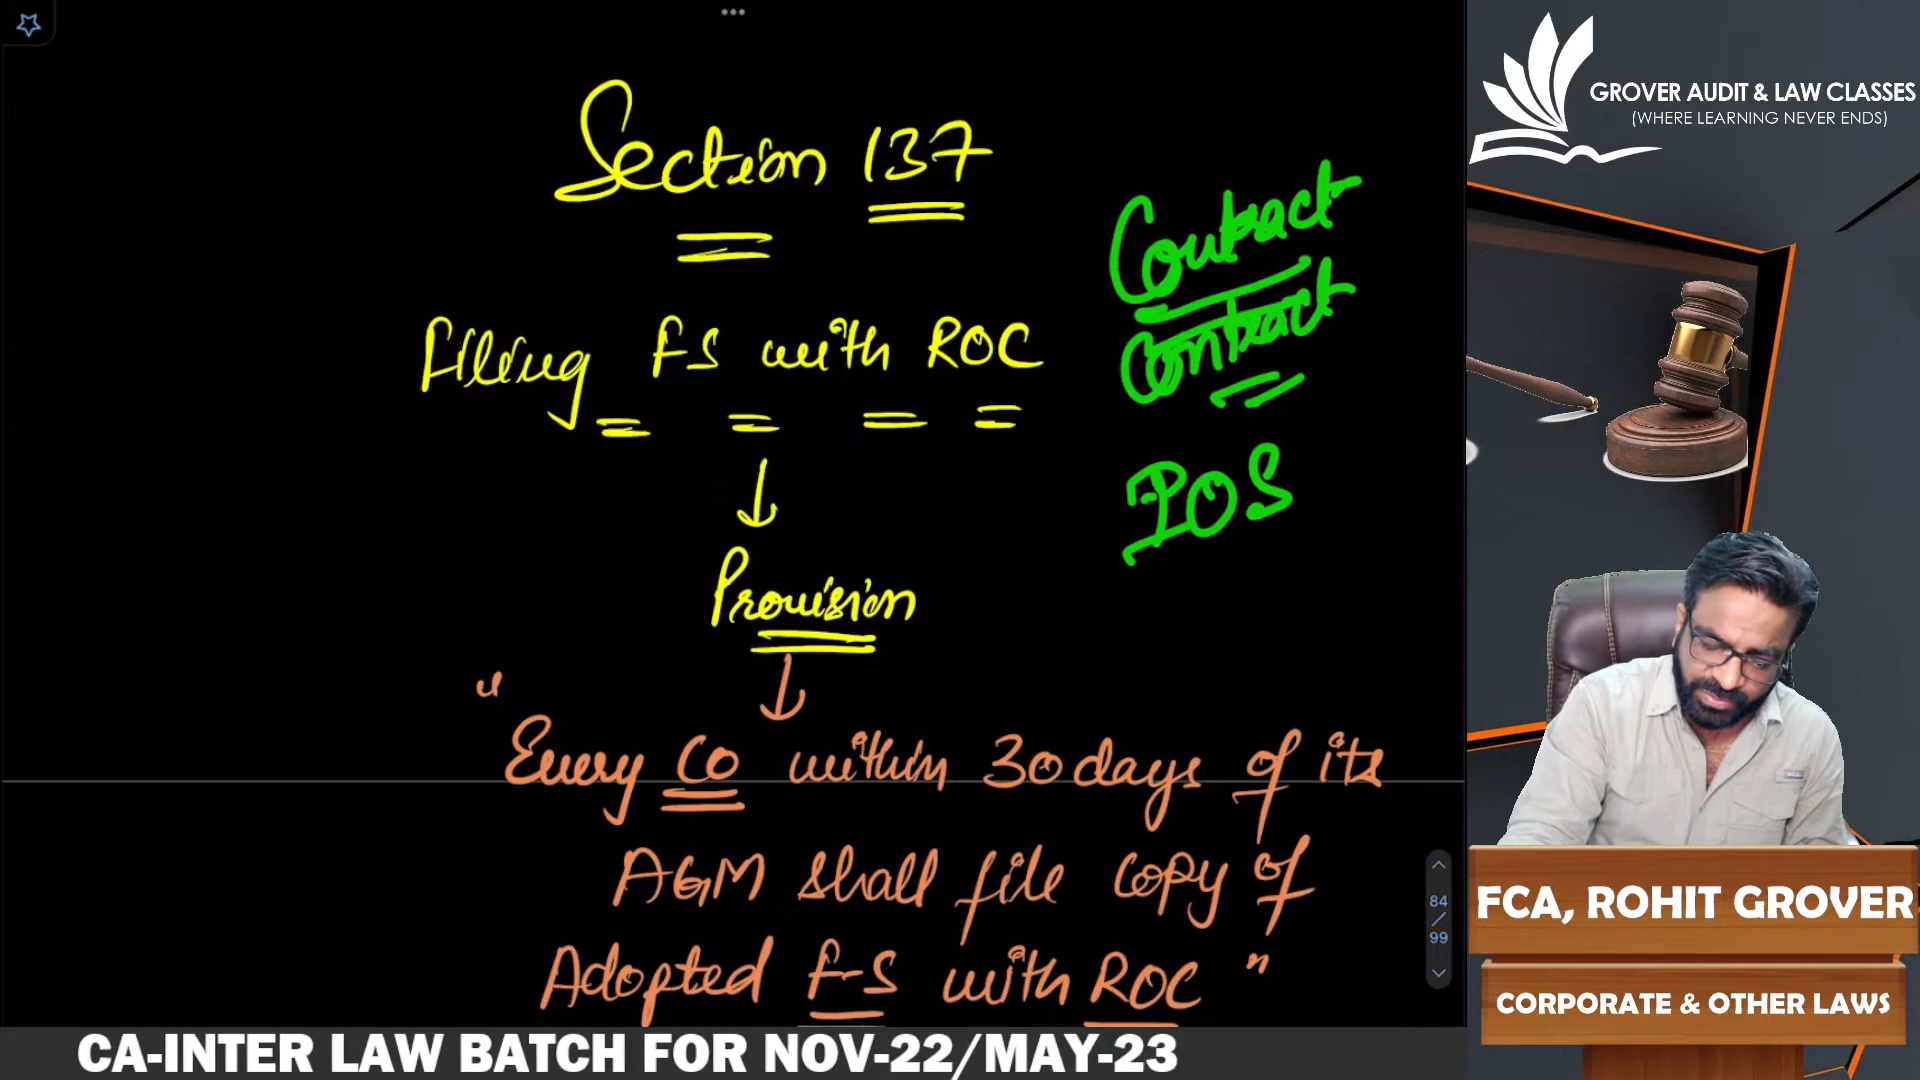 Section 137
Filing FS with ROC
Provision
" Every Co within 30 days of its
AGM shall file copy of
Adopted F-S with ROC "
Contract
Contract
POS
84
99
GROVER AUDIT & LAW CLASSES
(WHERE LEARNING NEVER ENDS)
FCA, ROHIT GROVER
CORPORATE & OTHER LAWS
CA-INTER LAW BATCH FOR NOV-22/MAY-23